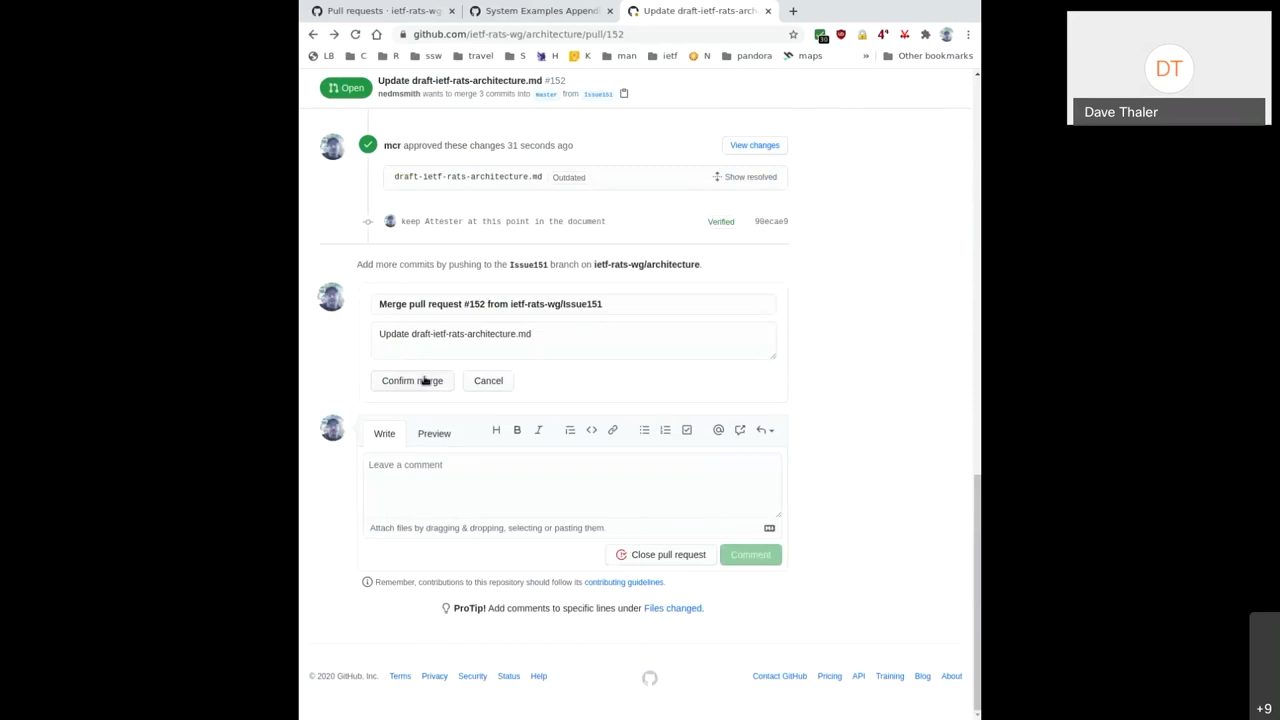 Pull requests · ietf-rats-wg
System Examples Append
Update draft-ietf-rats-arch
github.com/ietf-rats-wg/architecture/pull/152
LB
C
R
ssw
travel
S
H
K
man
ietf
N
pandora
maps
»
Other bookmarks
Open
Update draft-ietf-rats-architecture.md #152
nedmsmith wants to merge 3 commits into master from Issue151
mcr approved these changes 31 seconds ago
View changes
draft-ietf-rats-architecture.md Outdated
Show resolved
keep Attester at this point in the document
Verified
90ecae9
Add more commits by pushing to the Issue151 branch on ietf-rats-wg/architecture.
Merge pull request #152 from ietf-rats-wg/Issue151
Update draft-ietf-rats-architecture.md
Confirm merge
Cancel
Write
Preview
Leave a comment
Attach files by dragging & dropping, selecting or pasting them.
Close pull request
Comment
Remember, contributions to this repository should follow its contributing guidelines.
ProTip! Add comments to specific lines under Files changed.
© 2020 GitHub, Inc.
Terms
Privacy
Security
Status
Help
Contact GitHub
Pricing
API
Training
Blog
About
DT
Dave Thaler
+9